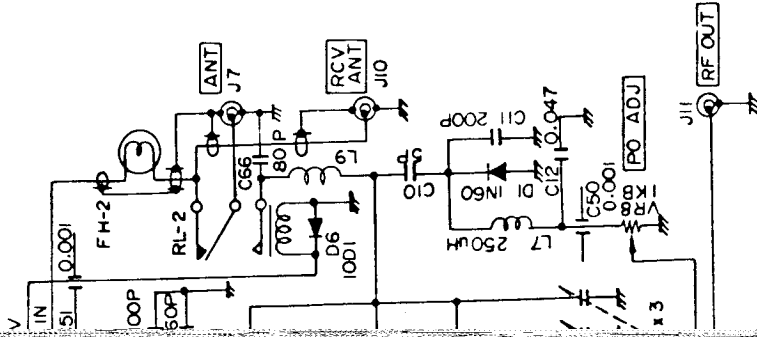 ANT
J7
RCV
ANT
J10
RF OUT
J11
FH-2
RL-2
C66
80P
L9
5P
C10
C11 200P
D1
1N60
C12
0.047
PO ADJ
C50
0.001
VR8
1KB
L7
250uH
D6
10D1
V
IN
51
0.001
00P
60P
x3